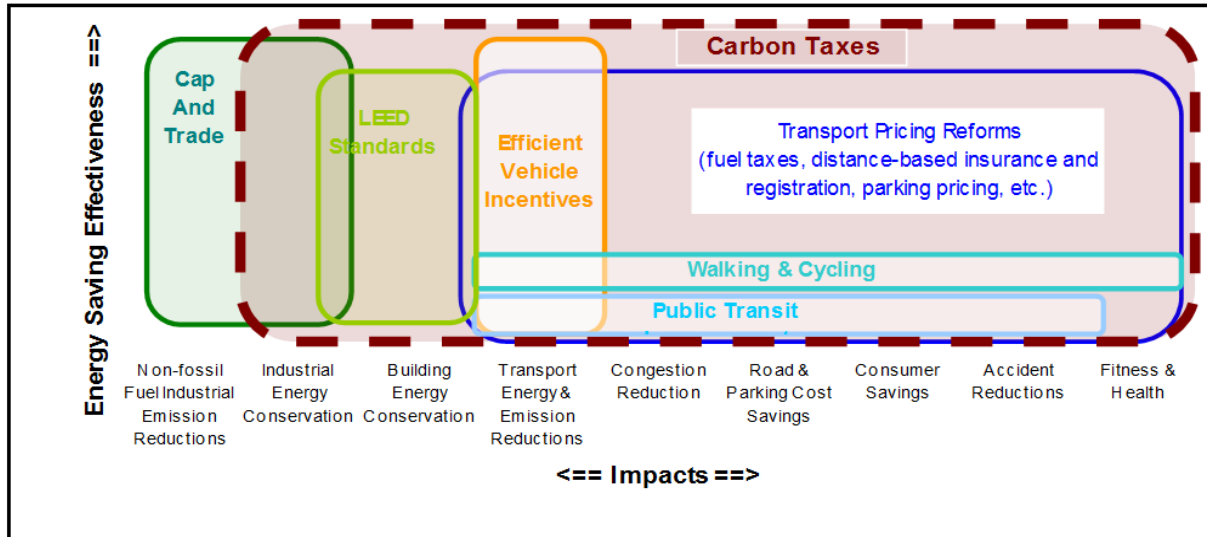 Energy Saving Effectiveness ==>
Carbon Taxes
Cap
And
Trade
LEED
Standards
Efficient
Vehicle
Incentives
Transport Pricing Reforms
(fuel taxes, distance-based insurance and
registration, parking pricing, etc.)
Walking & Cycling
Public Transit
Non-fossil
Fuel Industrial
Emission
Reductions
Industrial
Energy
Conservation
Building
Energy
Conservation
Transport
Energy &
Emission
Reductions
Congestion
Reduction
Road &
Parking Cost
Savings
Consumer
Savings
Accident
Reductions
Fitness &
Health
<== Impacts ==>